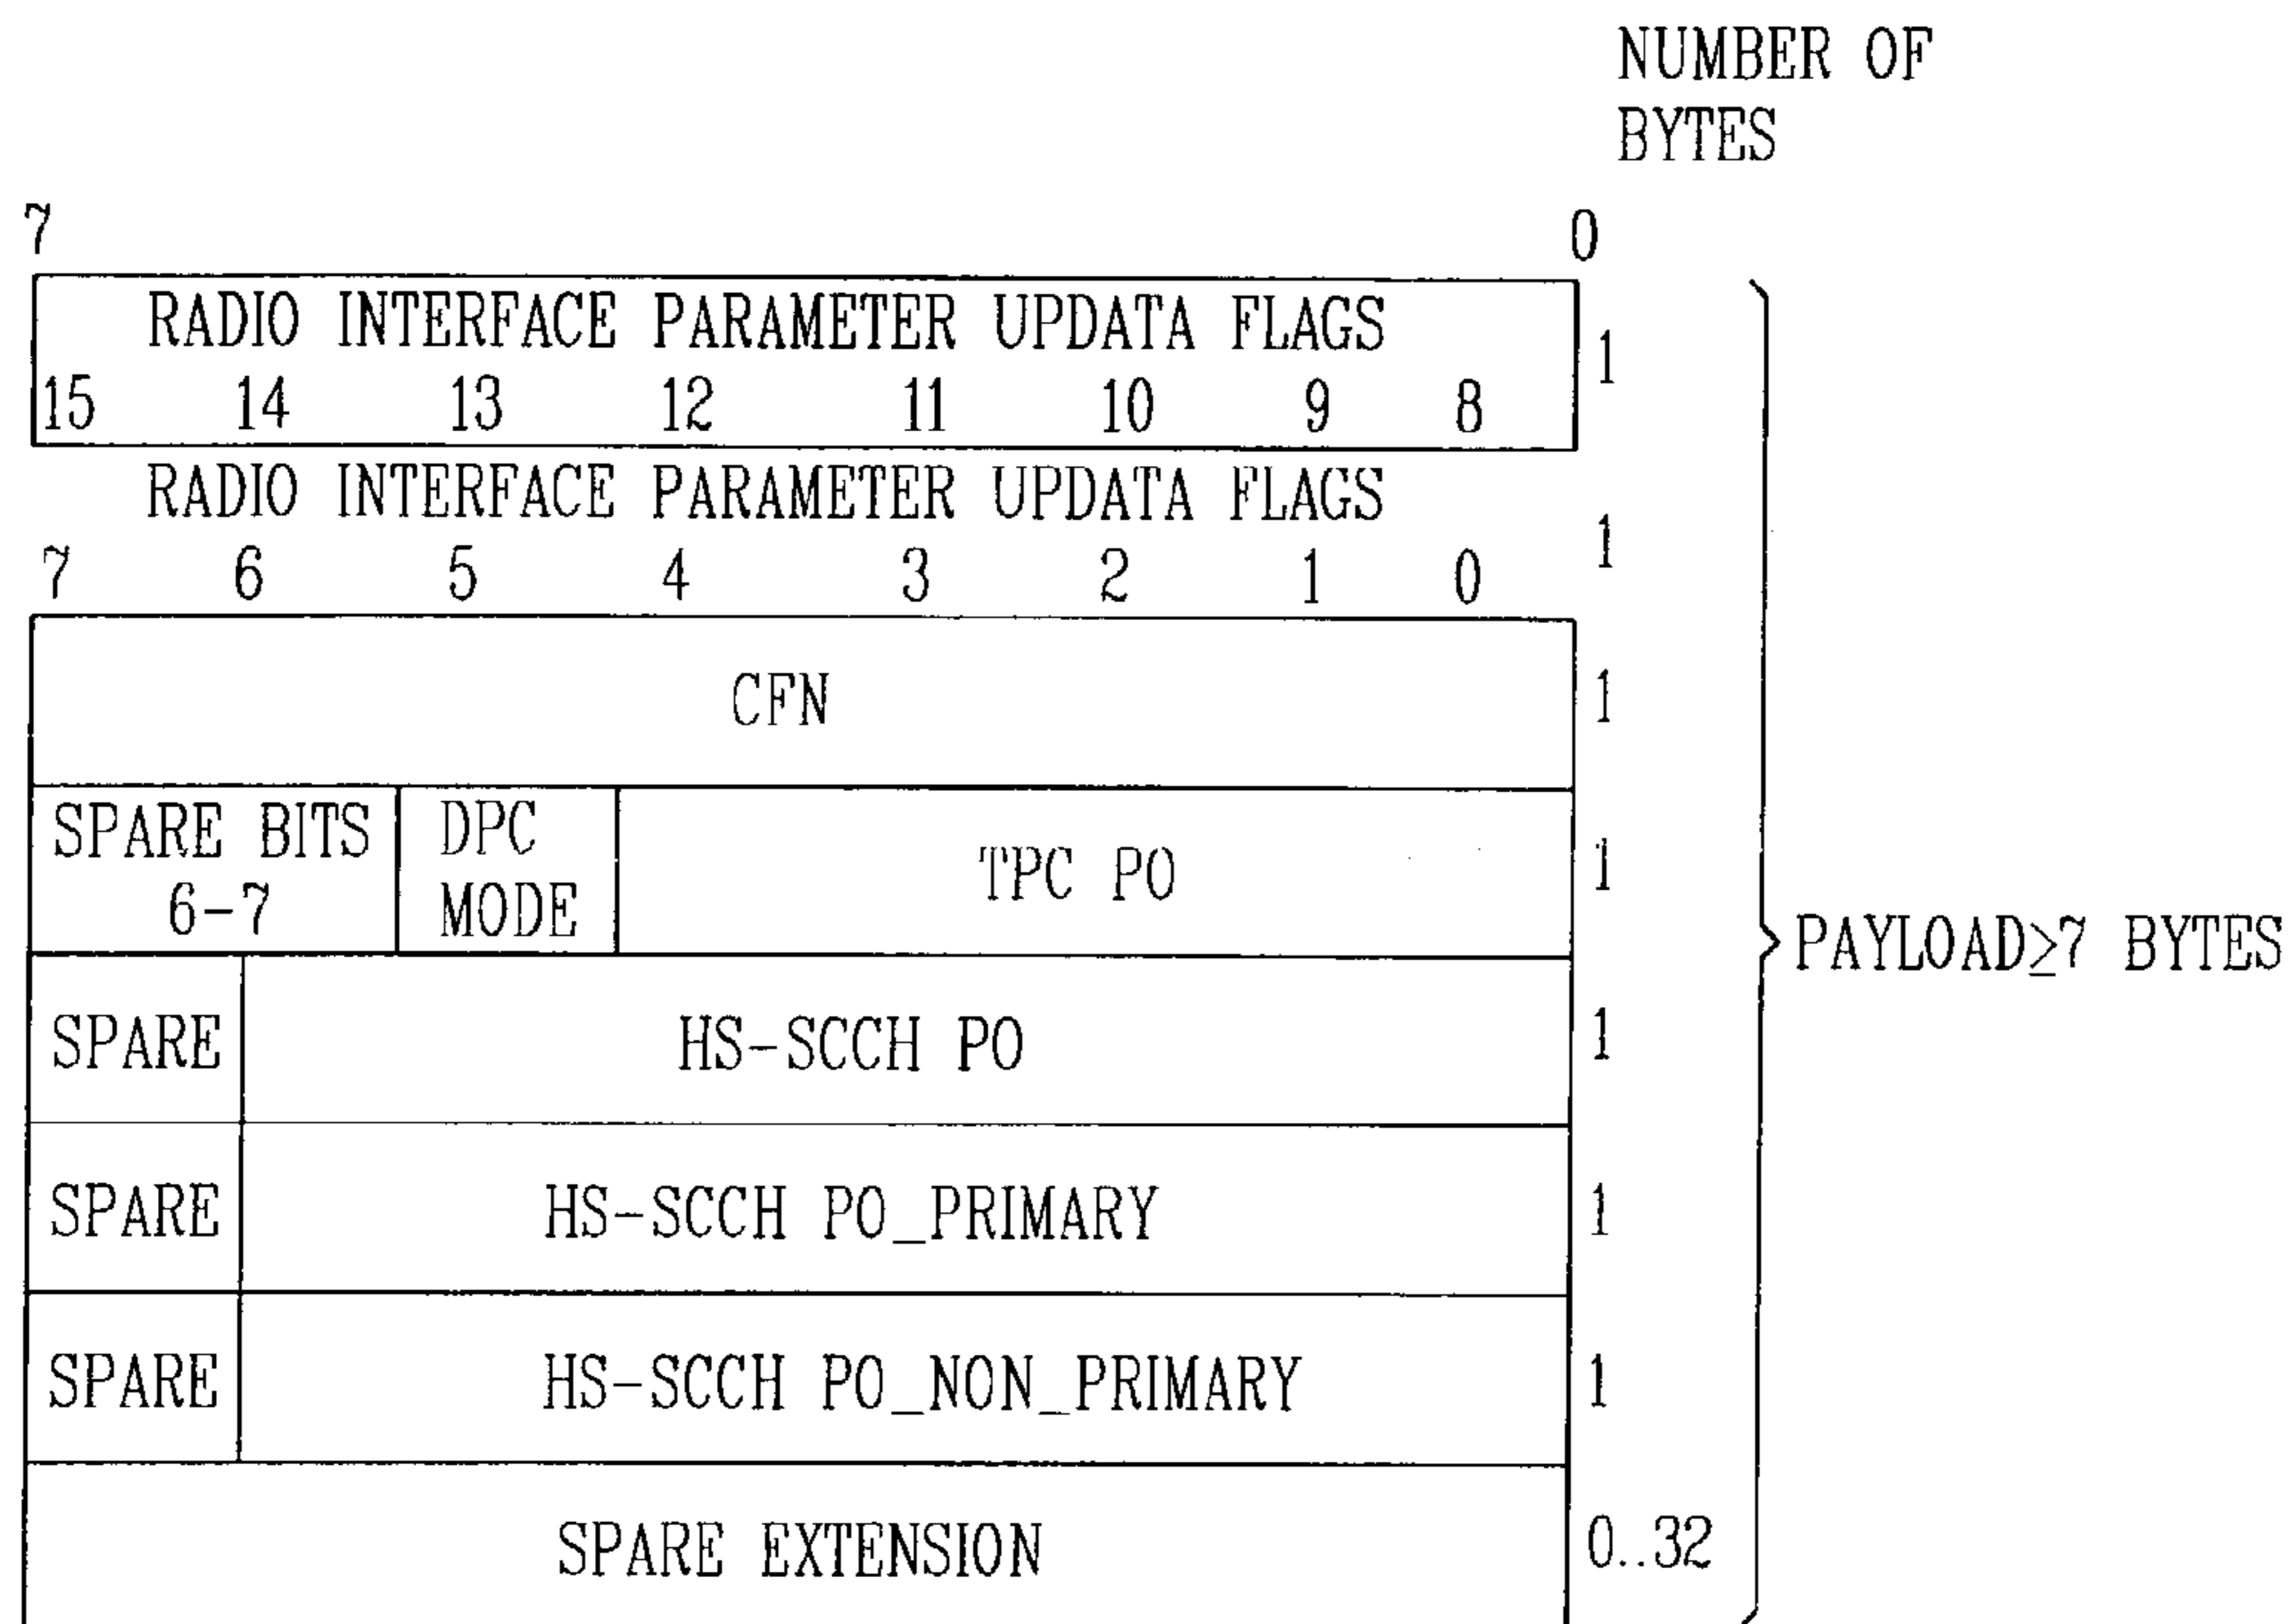 NUMBER OF
BYTES
7 0
RADIO INTERFACE PARAMETER UPDATA FLAGS
15 14 13 12 11 10 9 8
1
RADIO INTERFACE PARAMETER UPDATA FLAGS
7 6 5 4 3 2 1 0
1
CFN
1
SPARE BITS
6-7
DPC
MODE
TPC PO
1
PAYLOAD≥7 BYTES
SPARE
HS-SCCH PO
1
SPARE
HS-SCCH PO_PRIMARY
1
SPARE
HS-SCCH PO_NON_PRIMARY
1
SPARE EXTENSION
0..32